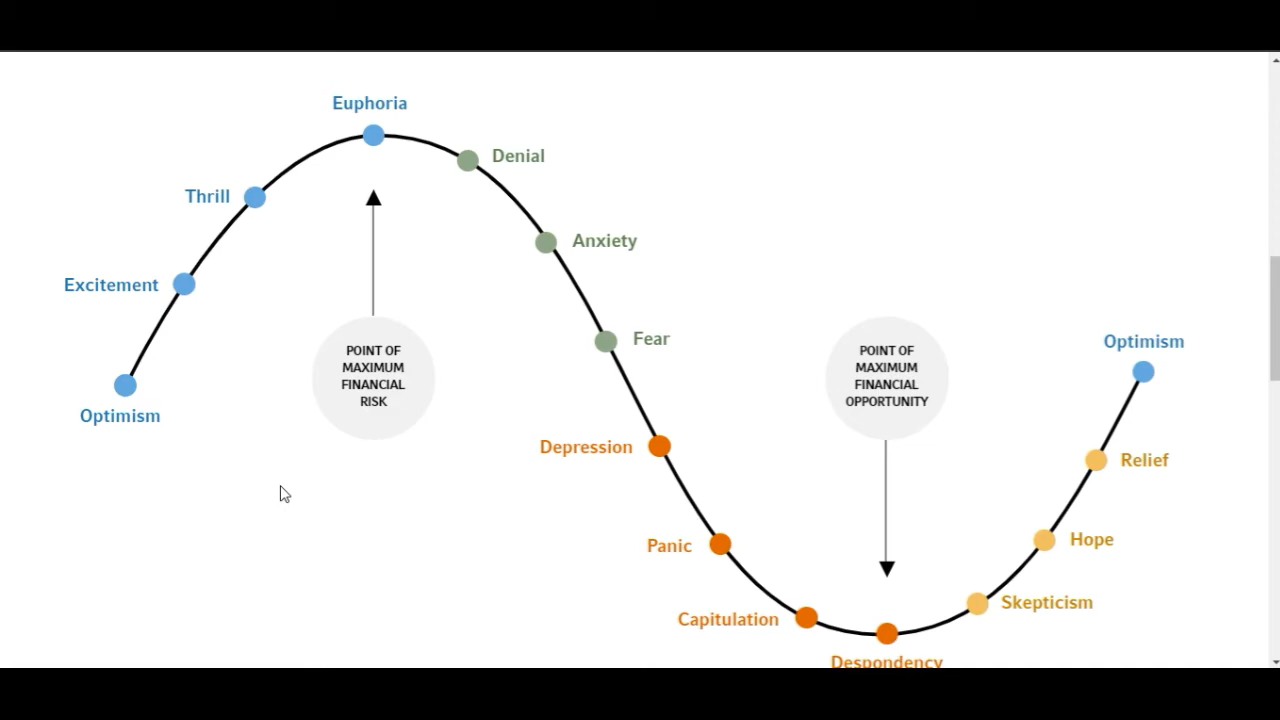 Euphoria
Denial
Thrill
Anxiety
Excitement
Fear
POINT OF
MAXIMUM
FINANCIAL
RISK
POINT OF
MAXIMUM
FINANCIAL
OPPORTUNITY
Optimism
Optimism
Depression
Relief
Panic
Hope
Capitulation
Skepticism
Despondency